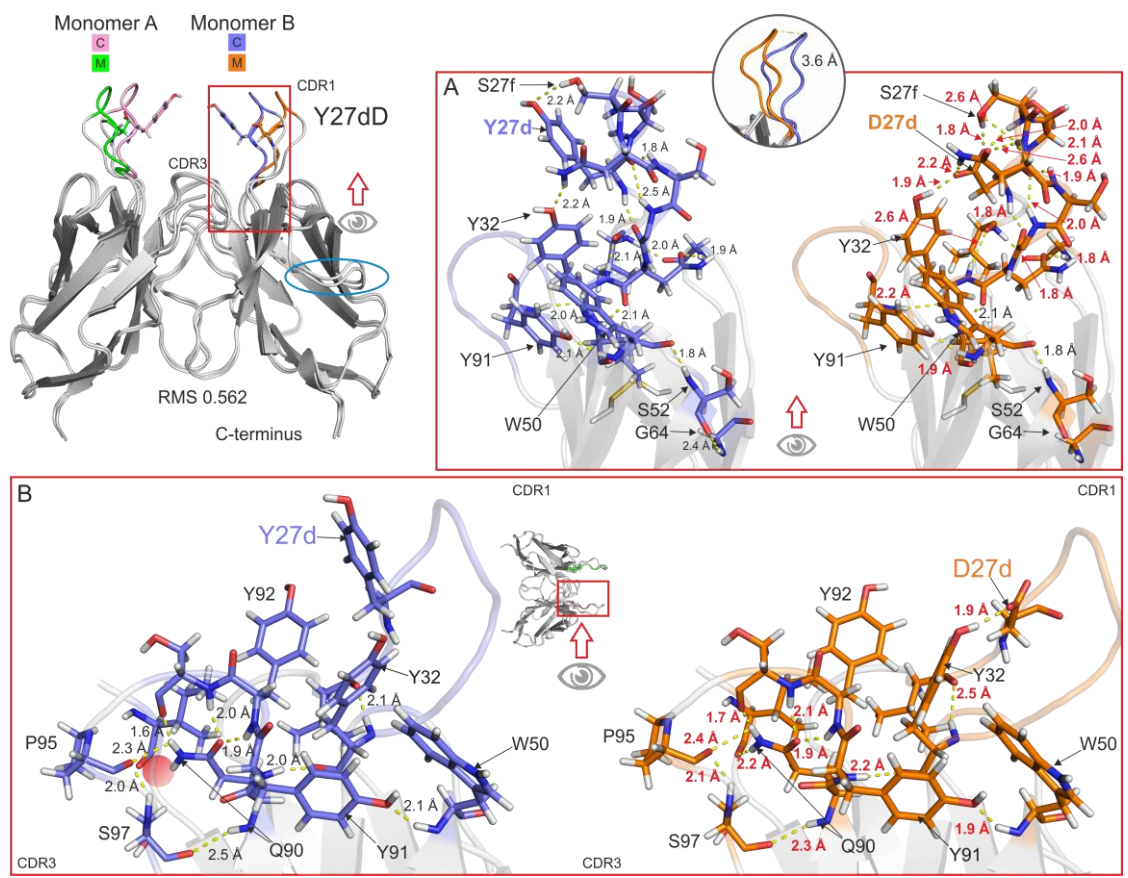 Monomer A
Monomer B
C
C
M
M
CDR1
Y27dD
CDR3
RMS 0.562
C-terminus
3.6 Å
A
S27f
2.2 Å
Y27d
1.8 Å
2.5 Å
2.2 Å
Y32
1.9 Å
2.1 Å
2.0 Å
1.9 Å
2.0 Å
2.1 Å
Y91
2.1 Å
1.8 Å
W50
S52
G64
2.4 Å
S27f
2.6 Å
D27d
1.8 Å
2.0 Å
2.1 Å
2.6 Å
2.2 Å
1.9 Å
1.9 Å
2.6 Å
1.8 Å
2.0 Å
Y32
1.8 Å
1.8 Å
2.2 Å
2.1 Å
Y91
1.9 Å
1.8 Å
W50
S52
G64
B
CDR1
Y27d
Y92
Y32
2.1 Å
2.0 Å
1.6 Å
P95
2.3 Å
1.9 Å
2.0 Å
W50
2.0 Å
2.1 Å
S97
2.5 Å
Q90
Y91
CDR3
CDR1
D27d
Y92
1.9 Å
Y32
2.5 Å
1.7 Å
2.1 Å
P95
2.4 Å
1.9 Å
W50
2.2 Å
2.1 Å
2.2 Å
1.9 Å
S97
2.3 Å
Q90
Y91
CDR3